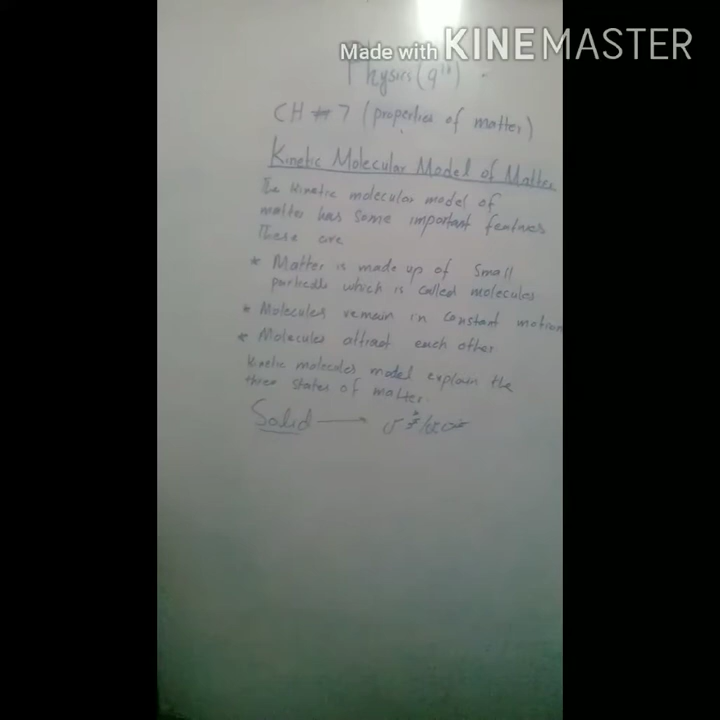 Made with KINEMASTER
Physics (9th)
CH # 7 (properties of matter)
Kinetic Molecular Model of Matter
The kinetic molecular model of
matter has some important features
These are
* Matter is made up of small
which is called molecules
* Molecules remain in constant motion
* Molecules attract each other
kinetic molecules model explain the
three states of matter.
Solid